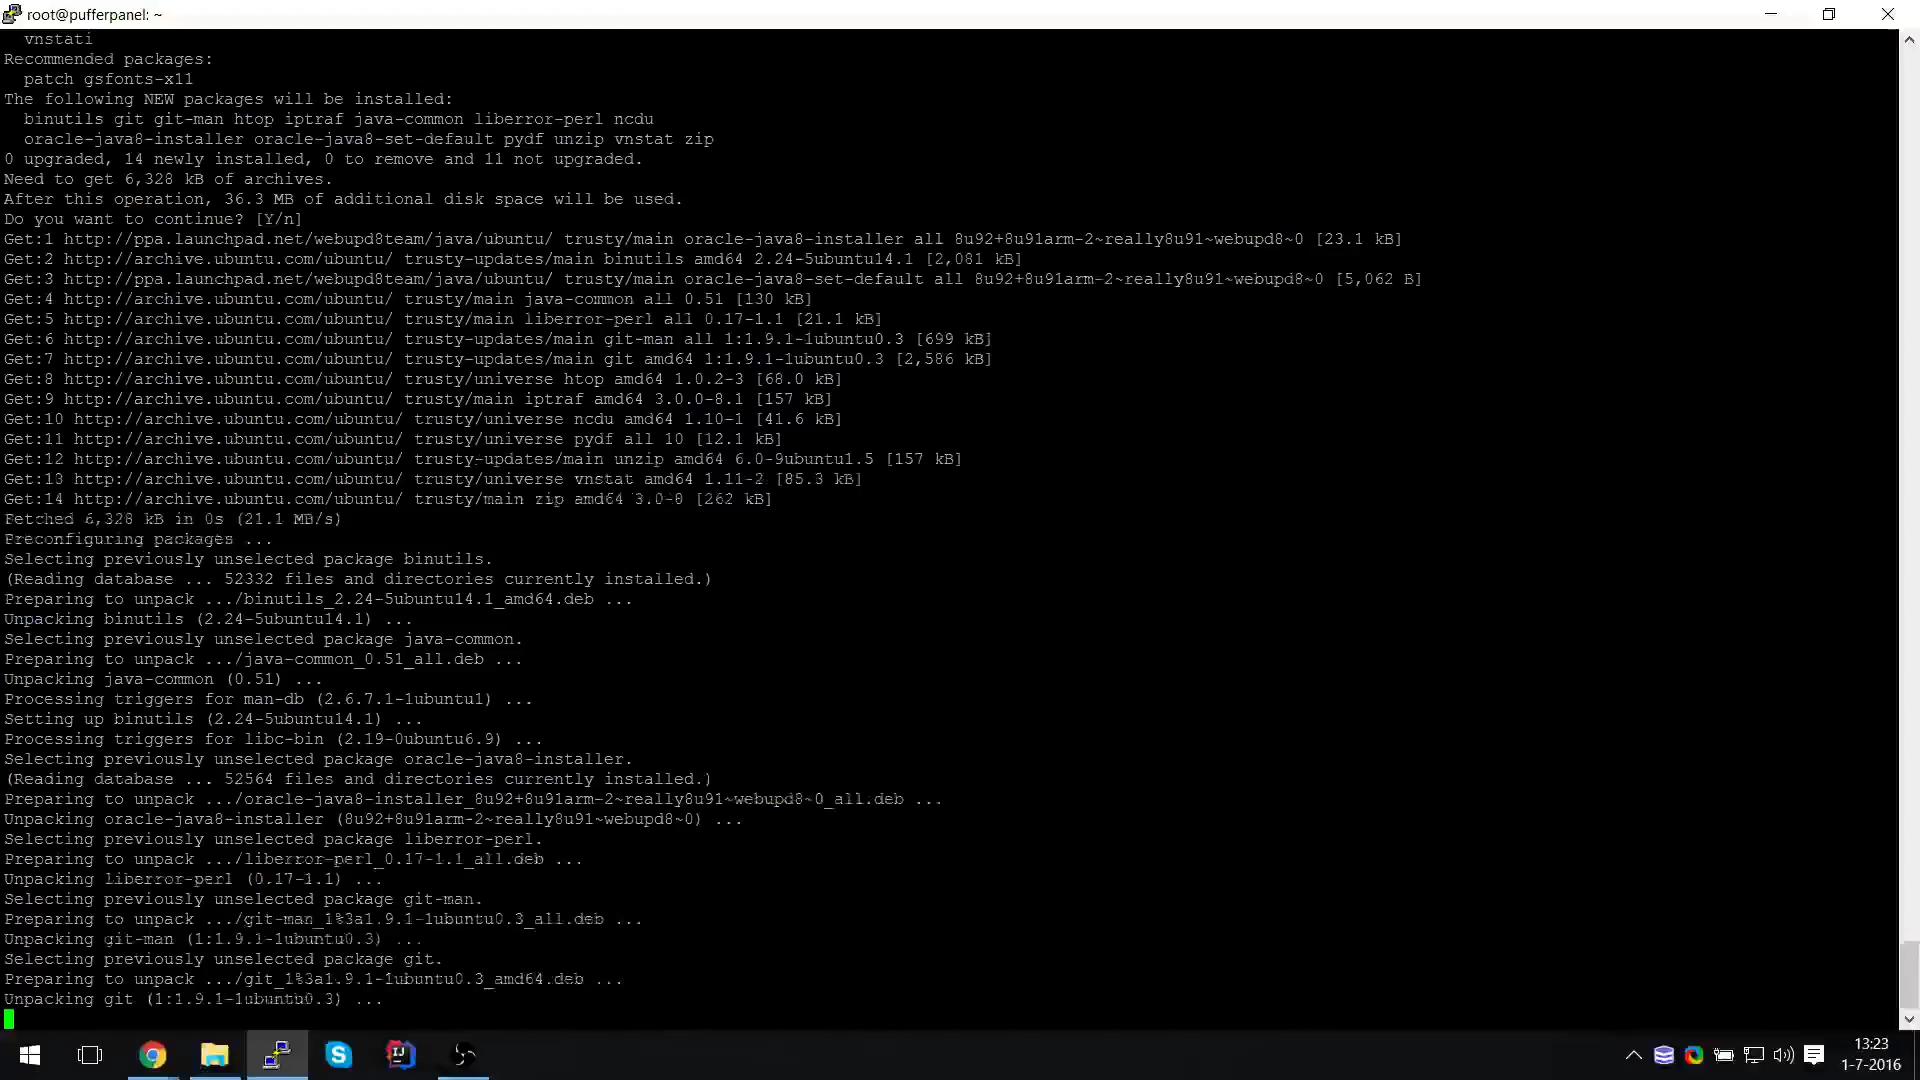 root@pufferpanel: ~
vnstati
Recommended packages:
patch gsfonts-x11
The following NEW packages will be installed:
binutils git git-man htop iptraf java-common liberror-perl ncdu
oracle-java8-installer oracle-java8-set-default pydf unzip vnstat zip
0 upgraded, 14 newly installed, 0 to remove and 11 not upgraded.
Need to get 6,328 kB of archives.
After this operation, 36.3 MB of additional disk space will be used.
Do you want to continue? [Y/n]
Get:1 http://ppa.launchpad.net/webupd8team/java/ubuntu/ trusty/main oracle-java8-installer all 8u92+8u91arm-2~really8u91~webupd8~0 [23.1 kB]
Get:2 http://archive.ubuntu.com/ubuntu/ trusty-updates/main binutils amd64 2.24-5ubuntu14.1 [2,081 kB]
Get:3 http://ppa.launchpad.net/webupd8team/java/ubuntu/ trusty/main oracle-java8-set-default all 8u92+8u91arm-2~really8u91~webupd8~0 [5,062 B]
Get:4 http://archive.ubuntu.com/ubuntu/ trusty/main java-common all 0.51 [130 kB]
Get:5 http://archive.ubuntu.com/ubuntu/ trusty/main liberror-perl all 0.17-1.1 [21.1 kB]
Get:6 http://archive.ubuntu.com/ubuntu/ trusty-updates/main git-man all 1:1.9.1-1ubuntu0.3 [699 kB]
Get:7 http://archive.ubuntu.com/ubuntu/ trusty-updates/main git amd64 1:1.9.1-1ubuntu0.3 [2,586 kB]
Get:8 http://archive.ubuntu.com/ubuntu/ trusty/universe htop amd64 1.0.2-3 [68.0 kB]
Get:9 http://archive.ubuntu.com/ubuntu/ trusty/main iptraf amd64 3.0.0-8.1 [157 kB]
Get:10 http://archive.ubuntu.com/ubuntu/ trusty/universe ncdu amd64 1.10-1 [41.6 kB]
Get:11 http://archive.ubuntu.com/ubuntu/ trusty/universe pydf all 10 [12.1 kB]
Get:12 http://archive.ubuntu.com/ubuntu/ trusty-updates/main unzip amd64 6.0-9ubuntu1.5 [157 kB]
Get:13 http://archive.ubuntu.com/ubuntu/ trusty/universe vnstat amd64 1.11-2 [85.3 kB]
Get:14 http://archive.ubuntu.com/ubuntu/ trusty/main zip amd64 3.0-8 [262 kB]
Fetched 6,328 kB in 0s (21.1 MB/s)
Preconfiguring packages ...
Selecting previously unselected package binutils.
(Reading database ... 52332 files and directories currently installed.)
Preparing to unpack .../binutils_2.24-5ubuntu14.1_amd64.deb ...
Unpacking binutils (2.24-5ubuntu14.1) ...
Selecting previously unselected package java-common.
Preparing to unpack .../java-common_0.51_all.deb ...
Unpacking java-common (0.51) ...
Processing triggers for man-db (2.6.7.1-1ubuntu1) ...
Setting up binutils (2.24-5ubuntu14.1) ...
Processing triggers for libc-bin (2.19-0ubuntu6.9) ...
Selecting previously unselected package oracle-java8-installer.
(Reading database ... 52564 files and directories currently installed.)
Preparing to unpack .../oracle-java8-installer_8u92+8u91arm-2~really8u91~webupd8~0_all.deb ...
Unpacking oracle-java8-installer (8u92+8u91arm-2~really8u91~webupd8~0) ...
Selecting previously unselected package liberror-perl.
Preparing to unpack .../liberror-perl_0.17-1.1_all.deb ...
Unpacking liberror-perl (0.17-1.1) ...
Selecting previously unselected package git-man.
Preparing to unpack .../git-man_1%3a1.9.1-1ubuntu0.3_all.deb ...
Unpacking git-man (1:1.9.1-1ubuntu0.3) ...
Selecting previously unselected package git.
Preparing to unpack .../git_1%3a1.9.1-1ubuntu0.3_amd64.deb ...
Unpacking git (1:1.9.1-1ubuntu0.3) ...
13:23
1-7-2016